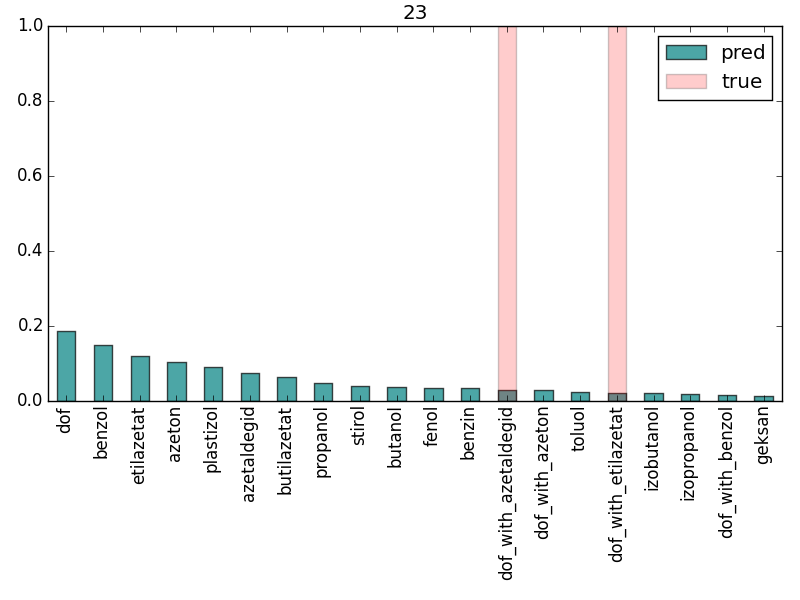 23
1.0
0.8
0.6
0.4
0.2
0.0
pred
true
dof
benzol
etilazetat
azeton
plastizol
azetaldegid
butilazetat
propanol
stirol
butanol
fenol
benzin
dof_with_azetaldegid
dof_with_azeton
toluol
dof_with_etilazetat
izobutanol
izopropanol
dof_with_benzol
geksan